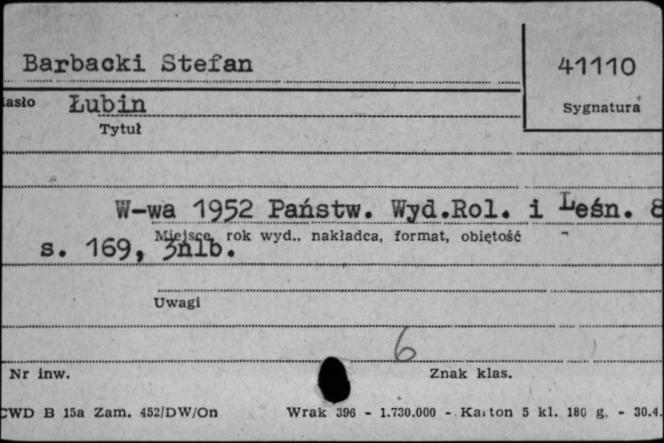 Barbacki Stefan
41110
asło Łubin
Sygnatura
Tytuł
W-wa 1952 Państw. Wyd.Rol. i Leśn. 8
Miejsce, rok wyd.. nakładca, format, objętość
s. 169, 3nlb.
Uwagi
6
Nr inw.
Znak klas.
CWD B 15a Zam. 452/DW/On Wrak 396 - 1.730.000 - Karton 5 kl. 180 g. - 30.4.